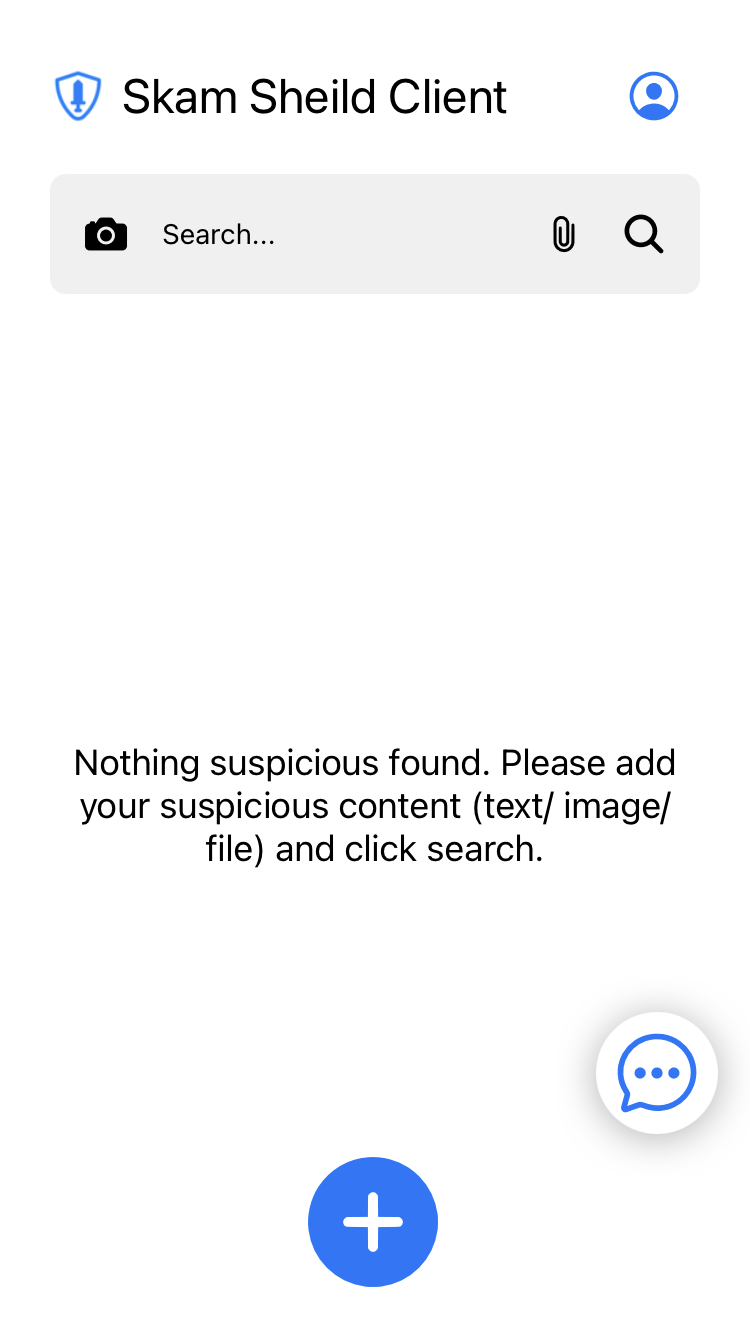 Skam Sheild Client
Search...
Nothing suspicious found. Please add
your suspicious content (text/ image/
file) and click search.